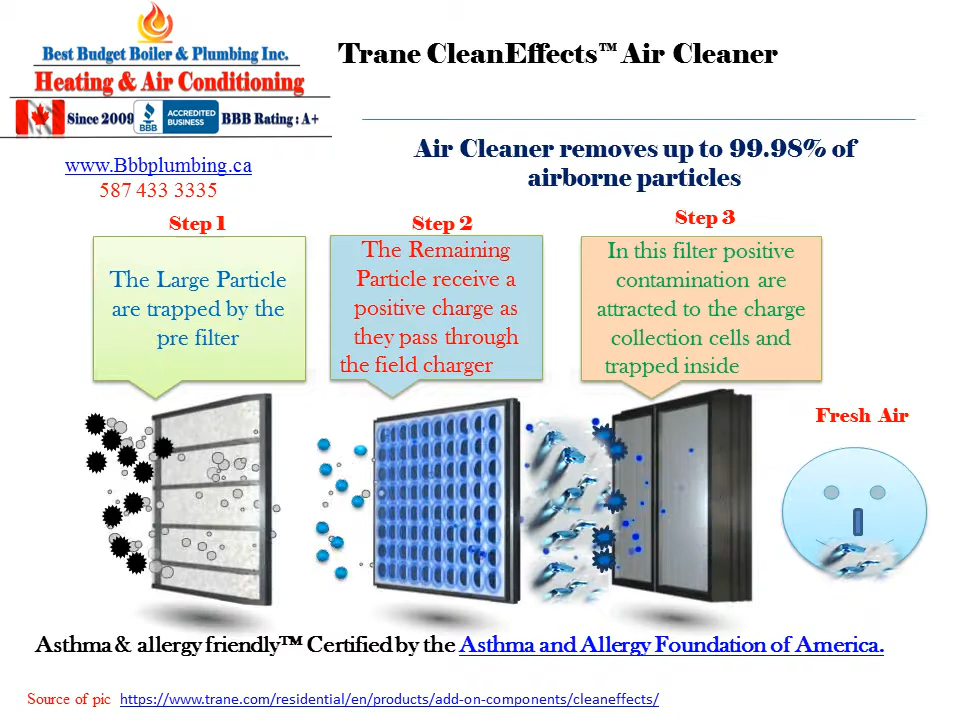 Best Budget Boiler & Plumbing Inc.
Heating & Air Conditioning
Since 2009 BBB ACCREDITED BUSINESS BBB Rating : A+
www.Bbbplumbing.ca
587 433 3335
Trane CleanEffects™ Air Cleaner
Air Cleaner removes up to 99.98% of
airborne particles
Step 1
The Large Particle
are trapped by the
pre filter
Step 2
The Remaining
Particle receive a
positive charge as
they pass through
the field charger
Step 3
In this filter positive
contamination are
attracted to the charge
collection cells and
trapped inside
Fresh Air
Asthma & allergy friendly™ Certified by the Asthma and Allergy Foundation of America.
Source of pic https://www.trane.com/residential/en/products/add-on-components/cleaneffects/